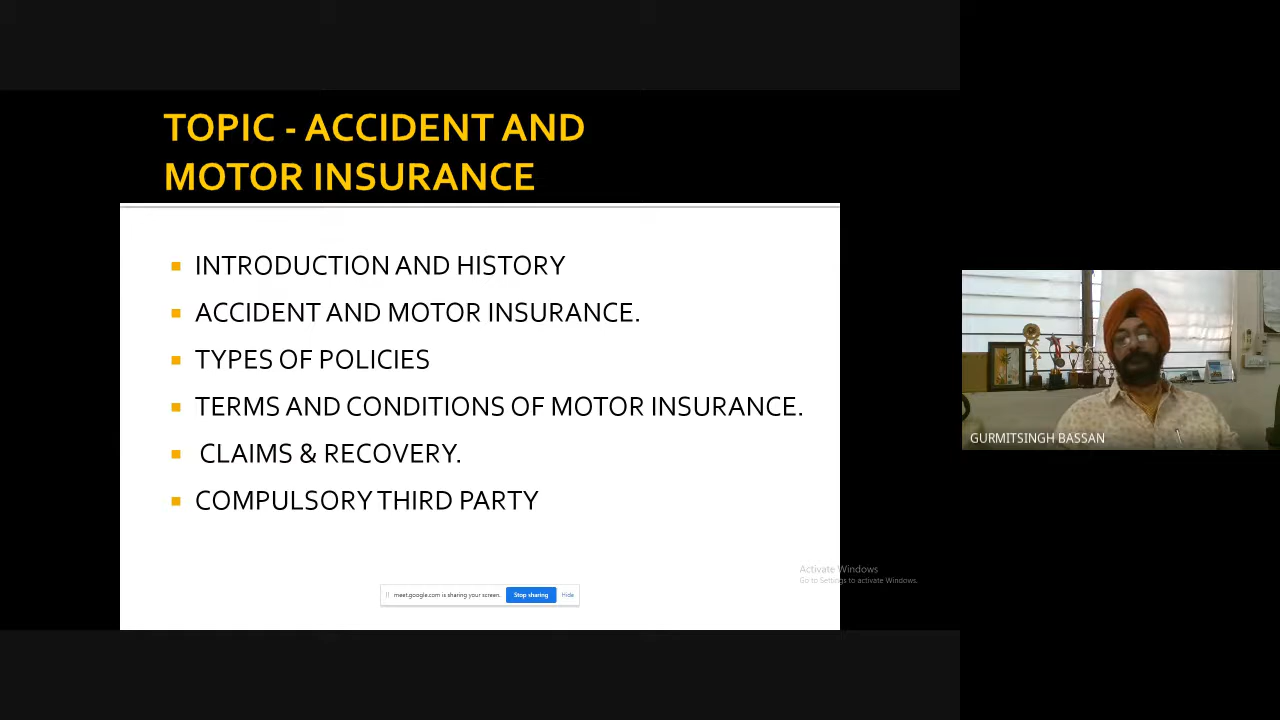 TOPIC - ACCIDENT AND
MOTOR INSURANCE
INTRODUCTION AND HISTORY
ACCIDENT AND MOTOR INSURANCE.
TYPES OF POLICIES
TERMS AND CONDITIONS OF MOTOR INSURANCE.
CLAIMS & RECOVERY.
COMPULSORY THIRD PARTY
GURMITSINGH BASSAN
Activate Windows
Go to Settings to activate Windows.
meet.google.com is sharing your screen. Stop sharing Hide